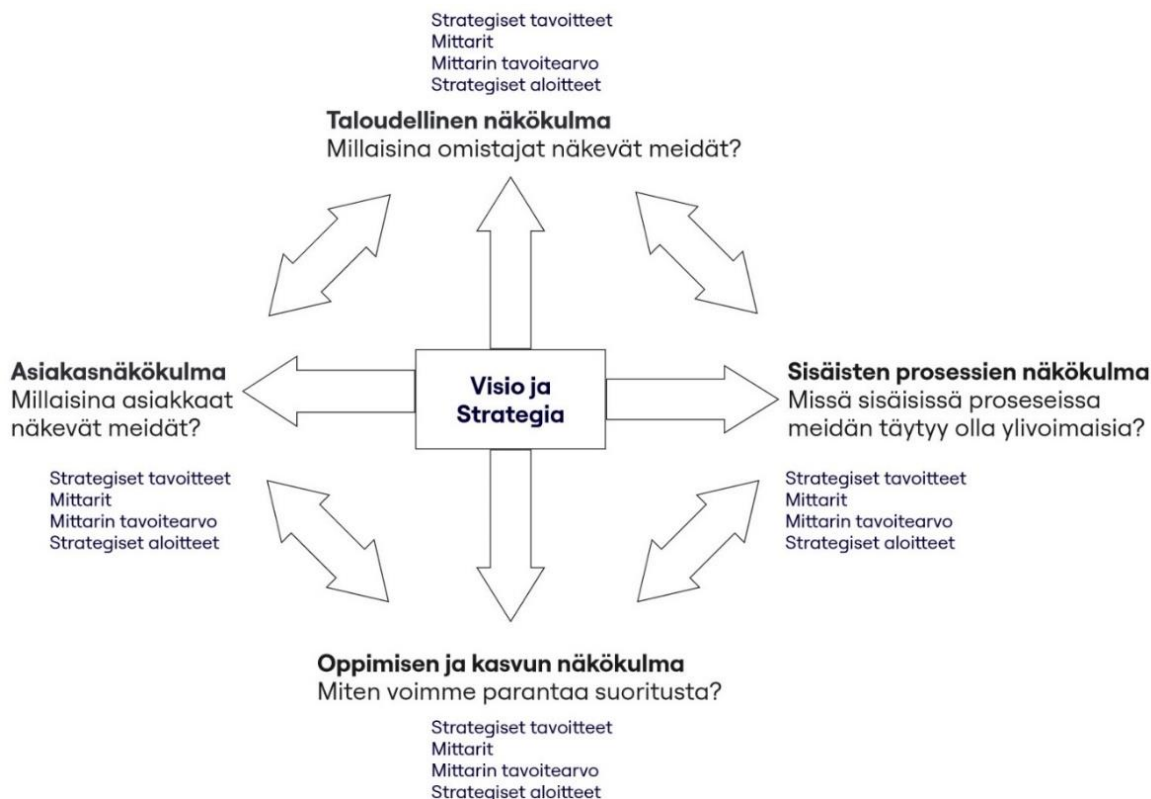 Strategiset tavoitteet
Mittarit
Mittarin tavoitearvo
Strategiset aloitteet
Taloudellinen näkökulma
Millaisina omistajat näkevät meidät?
Asiakasnäkökulma
Millaisina asiakkaat
näkevät meidät?
Strategiset tavoitteet
Mittarit
Mittarin tavoitearvo
Strategiset aloitteet
Visio ja
Strategia
Sisäisten prosessien näkökulma
Missä sisäisissä proseseissa
meidän täytyy olla ylivoimaisia?
Strategiset tavoitteet
Mittarit
Mittarin tavoitearvo
Strategiset aloitteet
Oppimisen ja kasvun näkökulma
Miten voimme parantaa suoritusta?
Strategiset tavoitteet
Mittarit
Mittarin tavoitearvo
Strategiset aloitteet